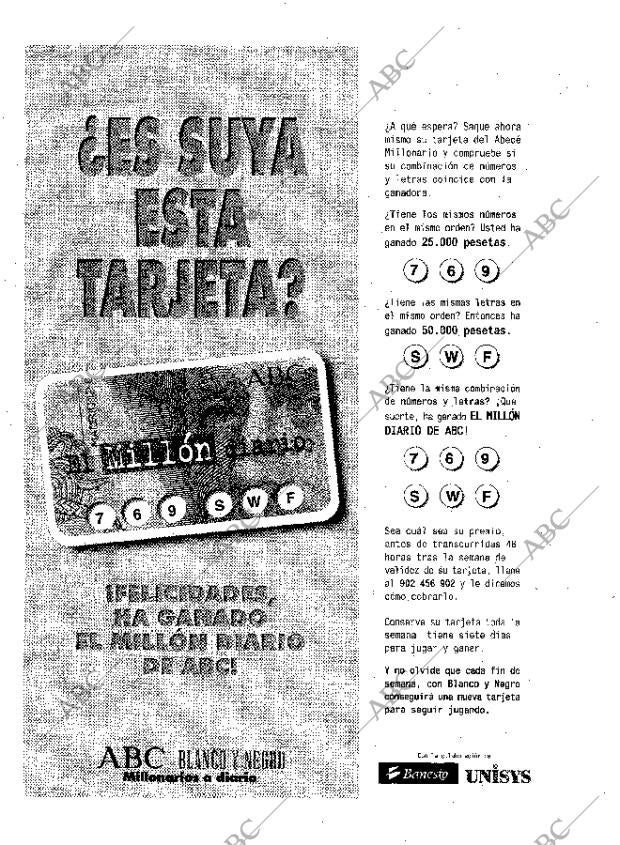 ¿ES SUYA
ESTA
TARJETA?
ABC
El Millón diario
7 6 9 S W F
¡FELICIDADES,
HA GANADO
EL MILLÓN DIARIO
DE ABC!
ABC BLANCO Y NEGRO
Millonarios a diario
¿A qué espera? Saque ahora
mismo su tarjeta del Abecé
Millonario y compruebe si
su combinación de números
y letras coincide con la
ganadora.
¿Tiene los mismos números
en el mismo orden? Usted ha
ganado 25.000 pesetas.
7 6 9
¿Tiene las mismas letras en
el mismo orden? Entonces ha
ganado 50.000 pesetas.
S W F
¿Tiene la misma combinación
de números y letras? ¡Qué
suerte, ha ganado EL MILLÓN
DIARIO DE ABC!
7 6 9
S W F
Sea cuál sea su premio,
antes de transcurridas 48
horas tras la semana de
validez de su tarjeta, llame
al 902 456 902 y le diremos
cómo cobrarlo.
Conserve su tarjeta toda la
semana tiene siete días
para jugar y ganar.
Y no olvide que cada fin de
semana, con Blanco y Negro
conseguirá una nueva tarjeta
para seguir jugando.
Con la colaboración de
Banesto UNISYS